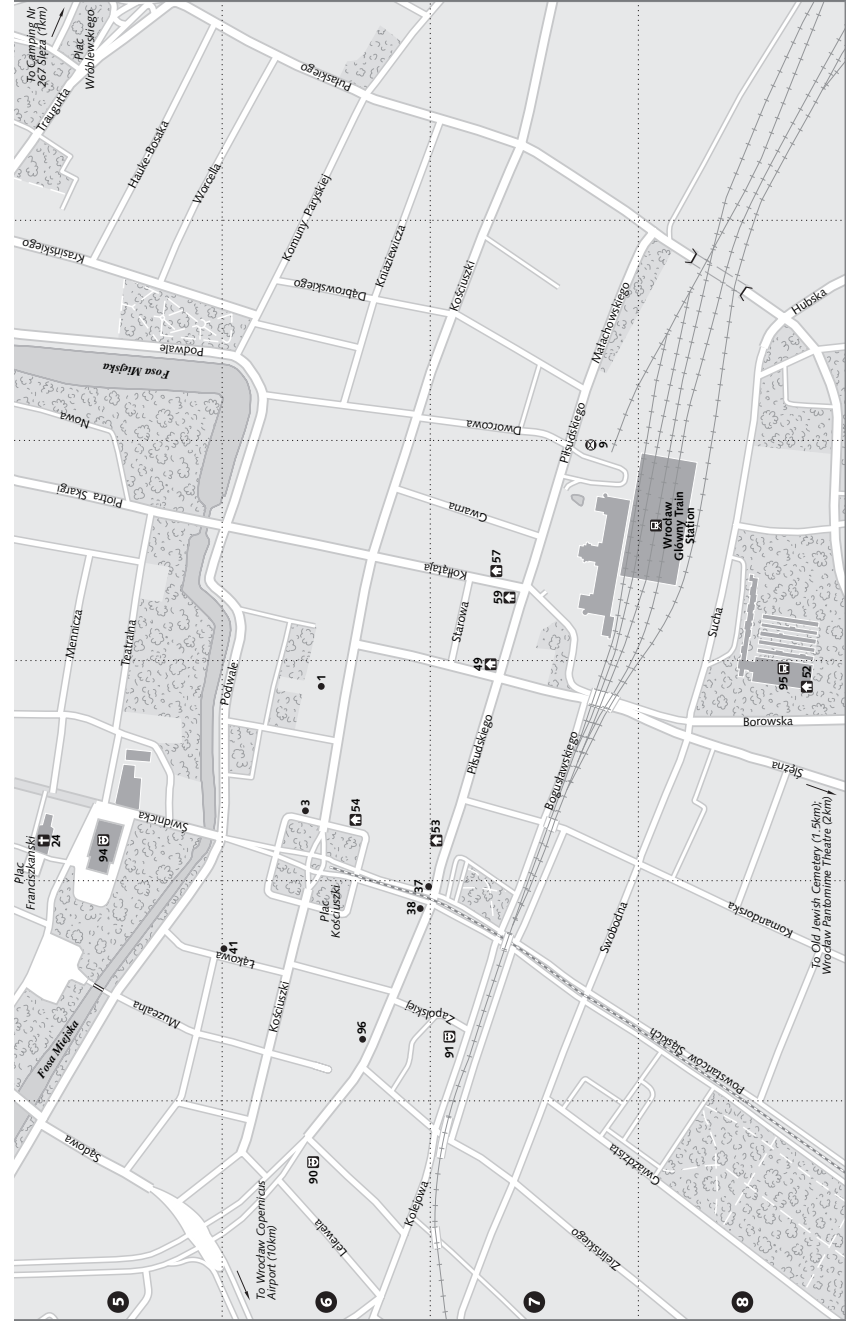 To Camping Nr
267 Ślęza (1km)
Plac
Wróblewskiego
Traugutta
Pułaskiego
Hauke-Bosaka
Worcella
Komuny Paryskiej
Krasińskiego
Kniaziewicza
Dąbrowskiego
Kościuszki
Małachowskiego
Hubska
Podwale
Fosa Miejska
Nowa
Dworcowa
Piłsudskiego
9
Piotra Skargi
Gwarna
Wrocław
Główny Train
Station
Kołłątaja
57
59
Mennicza
Teatralna
Starowa
Sucha
49
1
Podwale
95
52
Borowska
Piłsudskiego
Bogusławskiego
Ślężna
Świdnicka
3
54
53
Plac
Franciszkański
24
94
Plac
Kościuszki
37
38
To Old Jewish Cemetery (1.5km);
Wrocław Pantomime Theatre (2km)
Komandorska
Swobodna
41
Łąkowa
Kościuszki
Muzealna
Fosa Miejska
Zapolskiej
96
91
Powstańców Śląskich
Sądowa
90
Gwiaździsta
Kolejowa
Lelewela
Zielińskiego
To Wrocław Copernicus
Airport (10km)
5
6
7
8